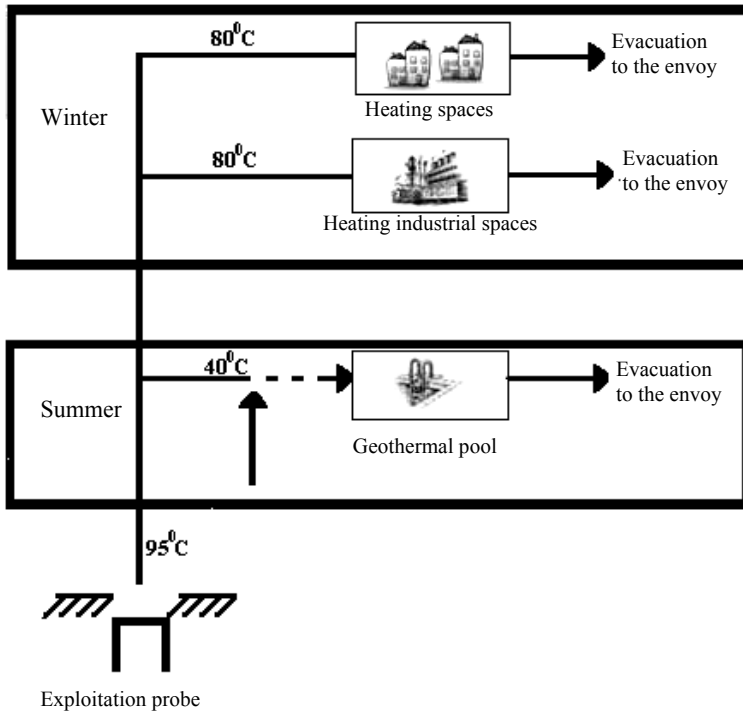 80⁰C
Evacuation
to the envoy
Heating spaces
Winter
80⁰C
Evacuation
to the envoy
Heating industrial spaces
40⁰C
Evacuation
to the envoy
Summer
Geothermal pool
95⁰C
Exploitation probe